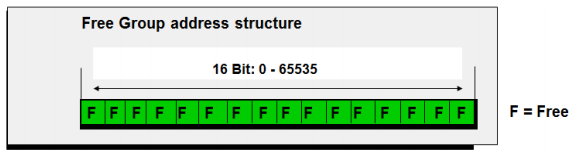 Free Group address structure
16 Bit: 0 - 65535
F F F F F F F F F F F F F F F F
F = Free